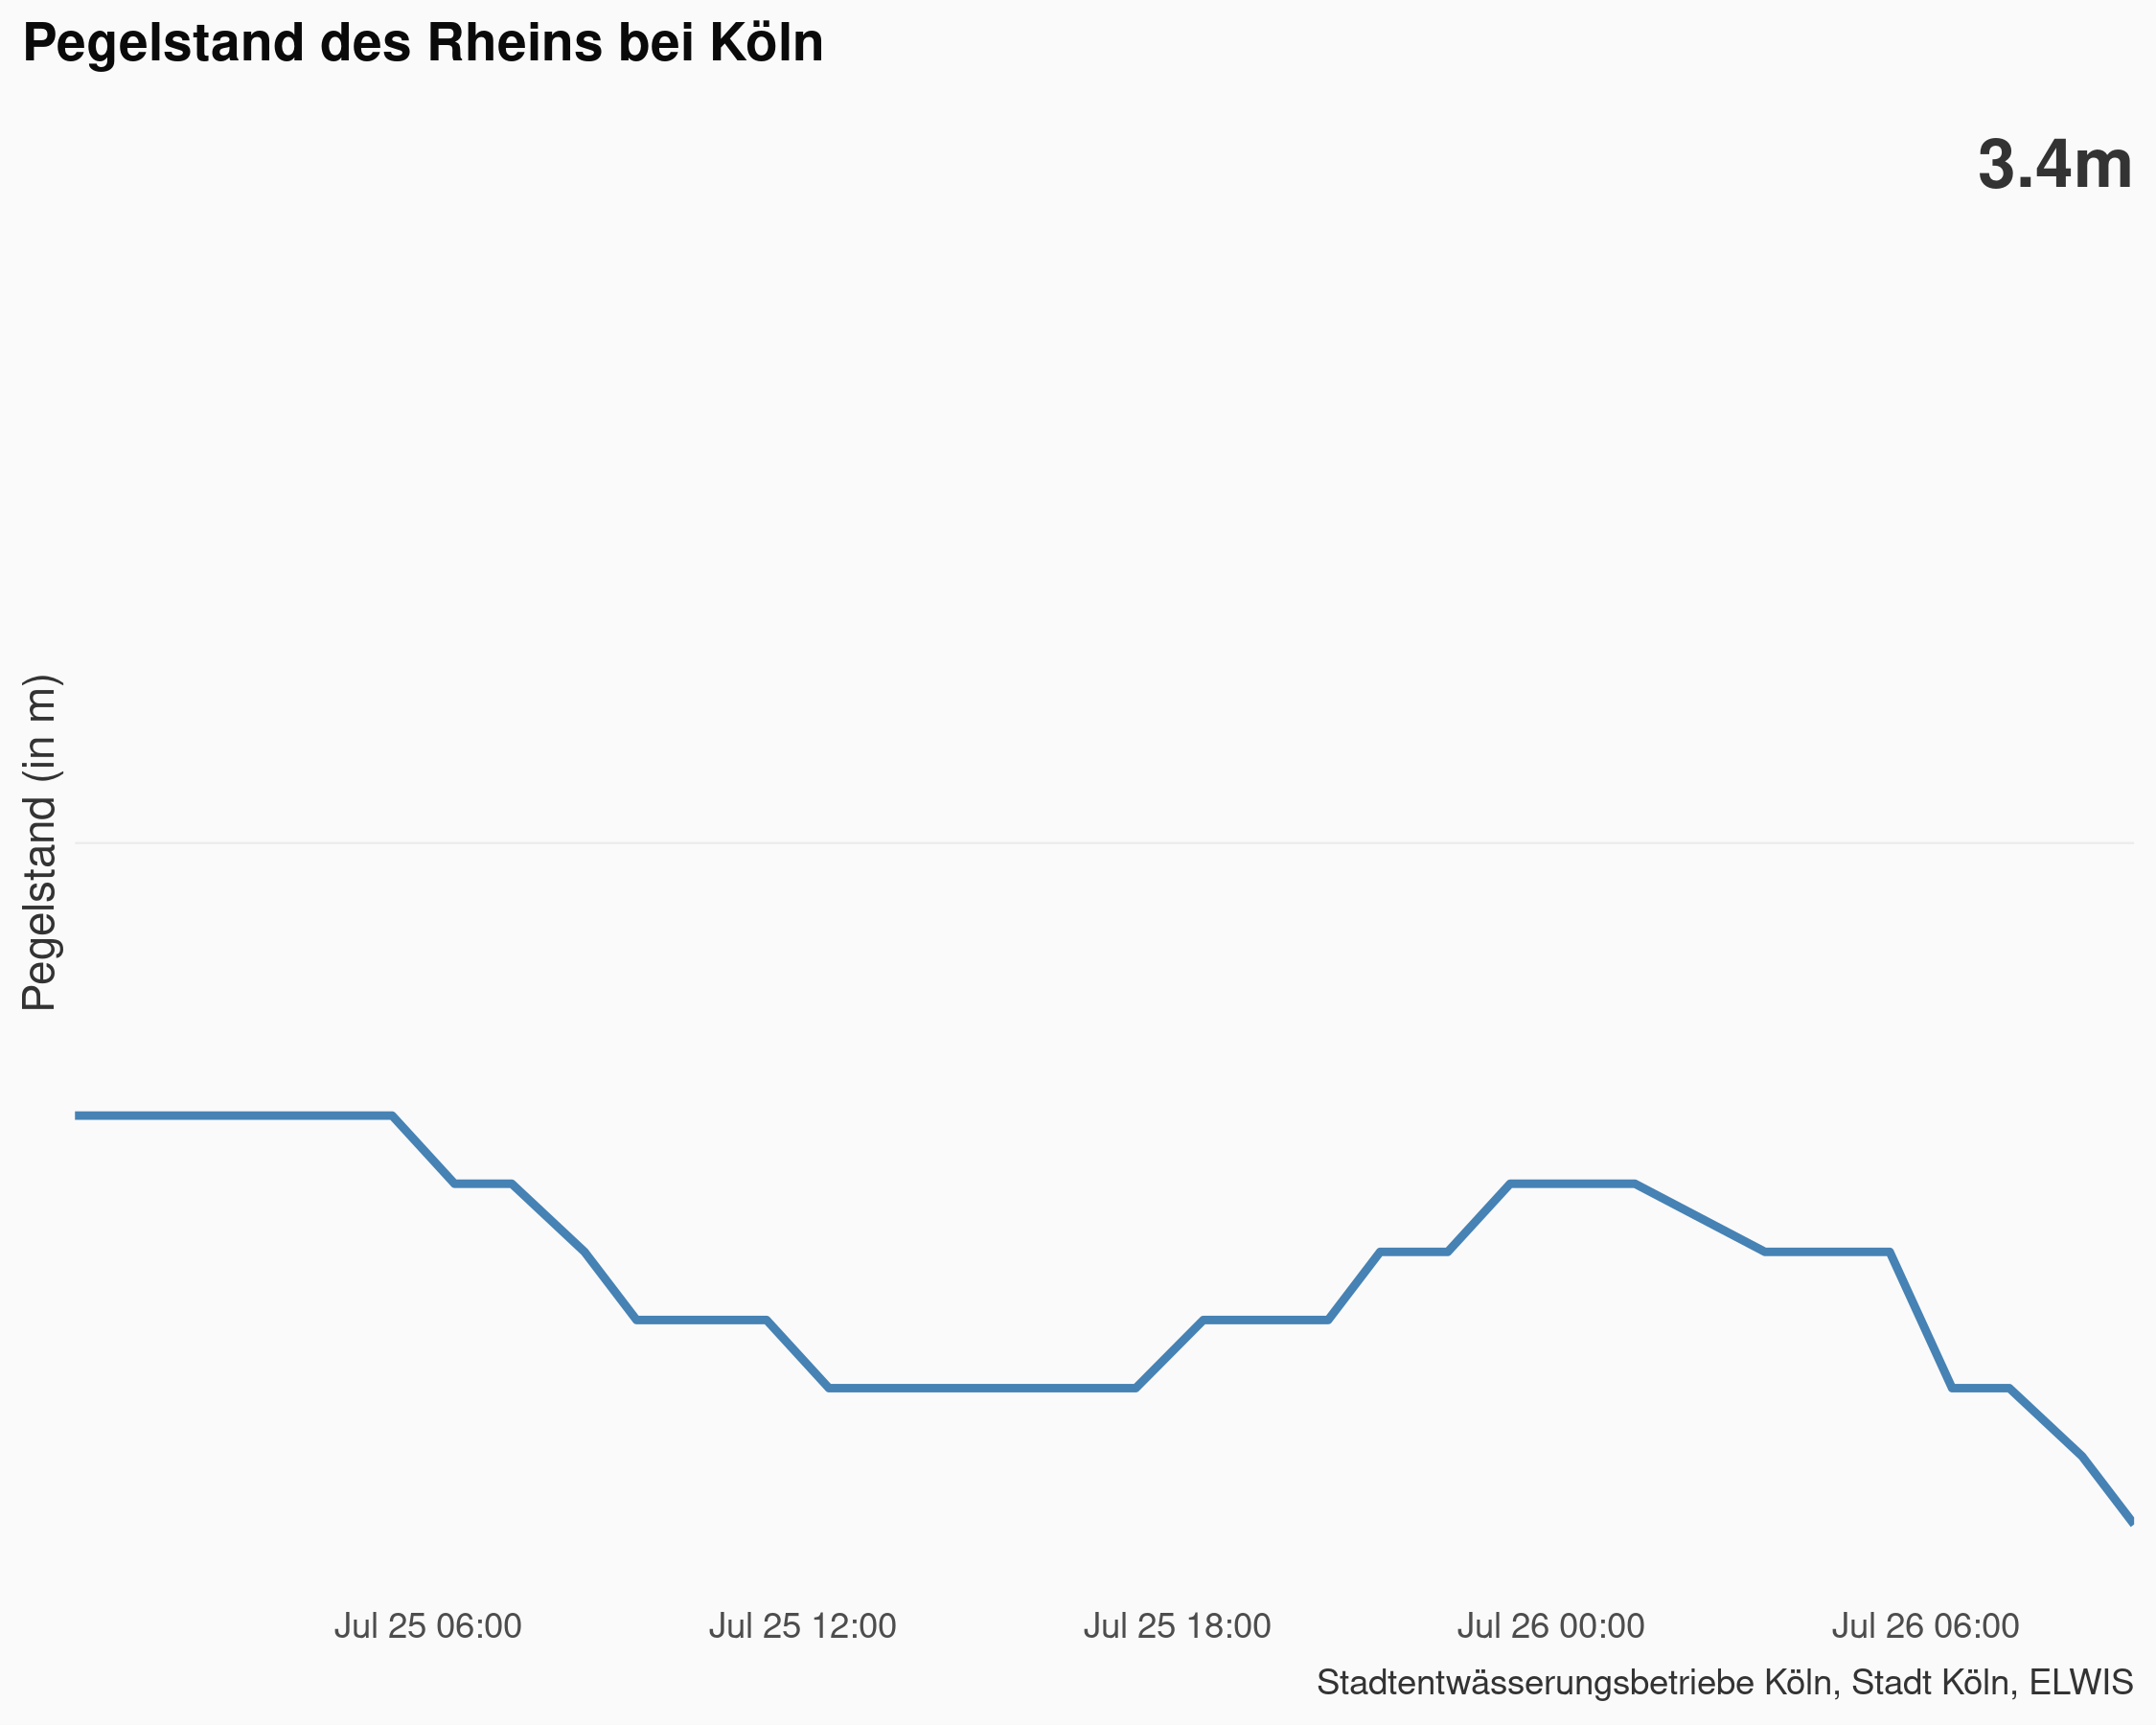 Pegelstand des Rheins bei Köln
3.4m
Pegelstand (in m)
Jul 25 06:00
Jul 25 12:00
Jul 25 18:00
Jul 26 00:00
Jul 26 06:00
Stadtentwässerungsbetriebe Köln, Stadt Köln, ELWIS